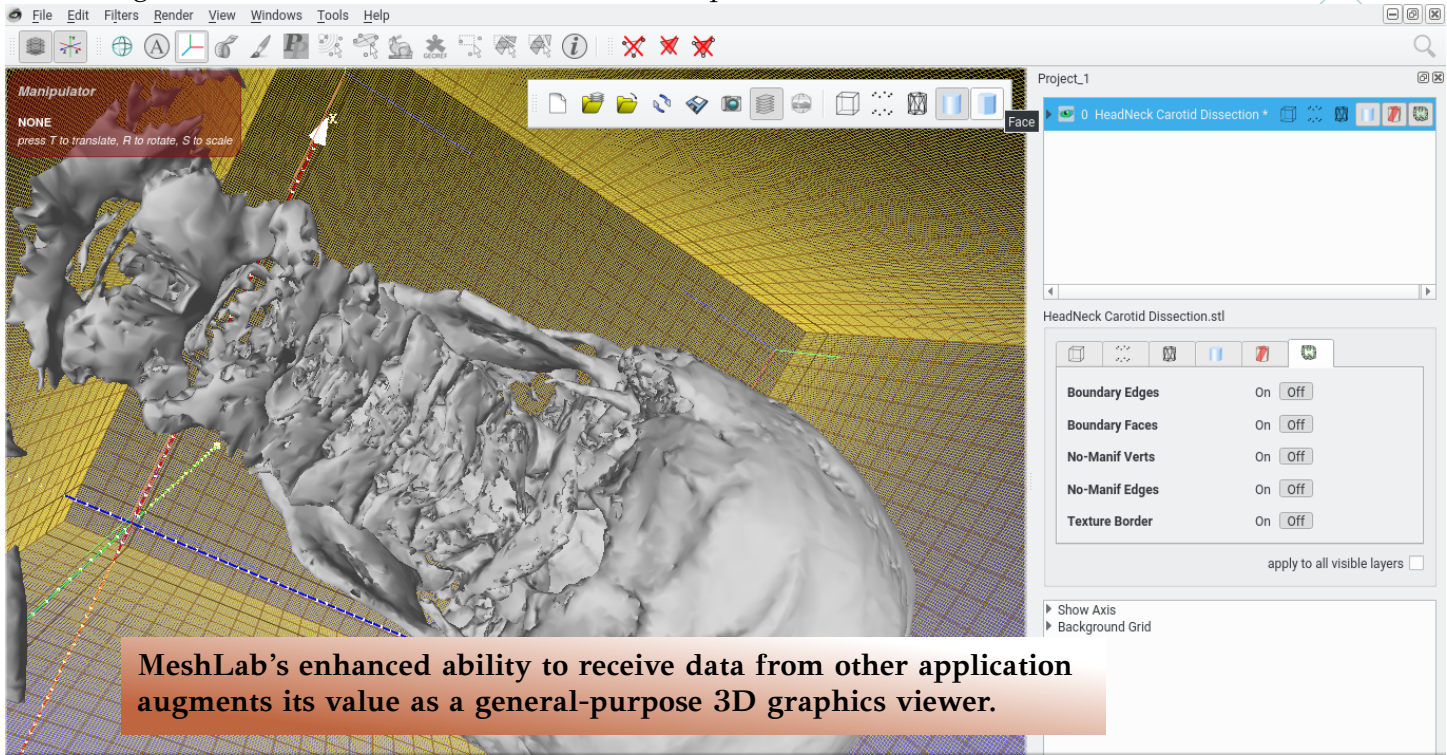 File Edit Filters Render View Windows Tools Help
A
GEOREF
i
Manipulator
NONE
press T to translate, R to rotate, S to scale
x
Face
Project_1
0 HeadNeck Carotid Dissection *
HeadNeck Carotid Dissection.stl
Boundary Edges On Off
Boundary Faces On Off
No-Manif Verts On Off
No-Manif Edges On Off
Texture Border On Off
apply to all visible layers
Show Axis
Background Grid
MeshLab's enhanced ability to receive data from other application
augments its value as a general-purpose 3D graphics viewer.